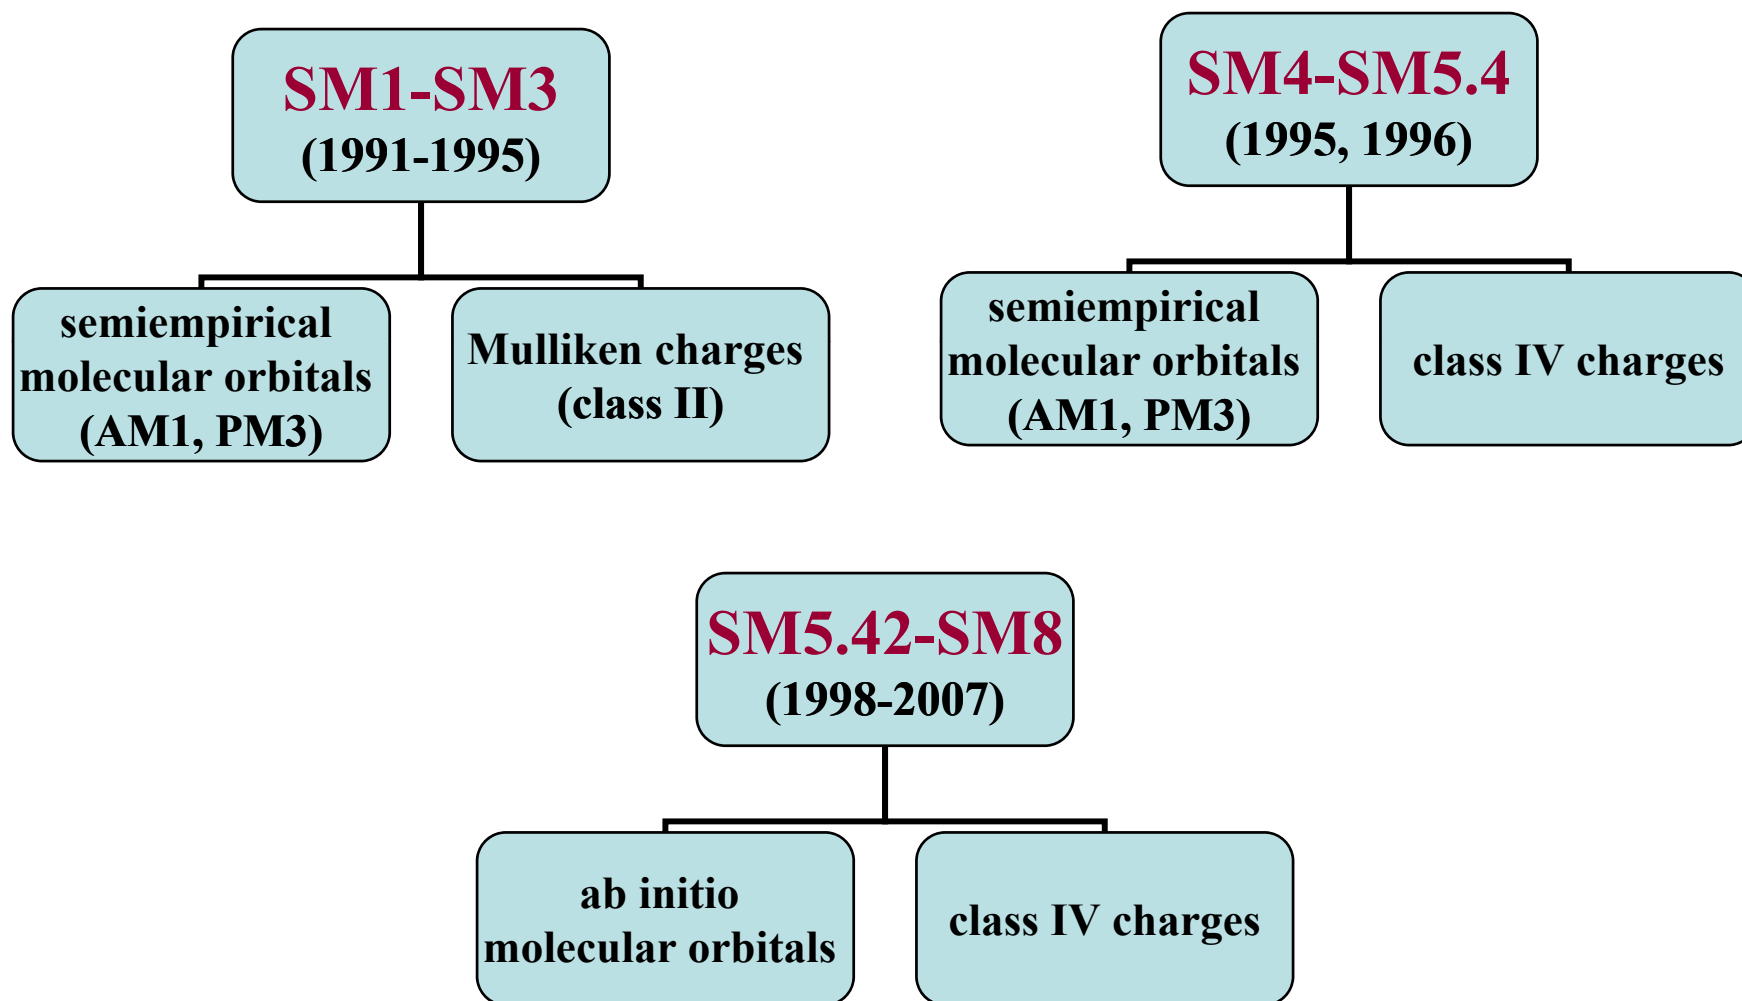 SM1-SM3
(1991-1995)
semiempirical
molecular orbitals
(AM1, PM3)
Mulliken charges
(class II)
SM4-SM5.4
(1995, 1996)
semiempirical
molecular orbitals
(AM1, PM3)
class IV charges
SM5.42-SM8
(1998-2007)
ab initio
molecular orbitals
class IV charges